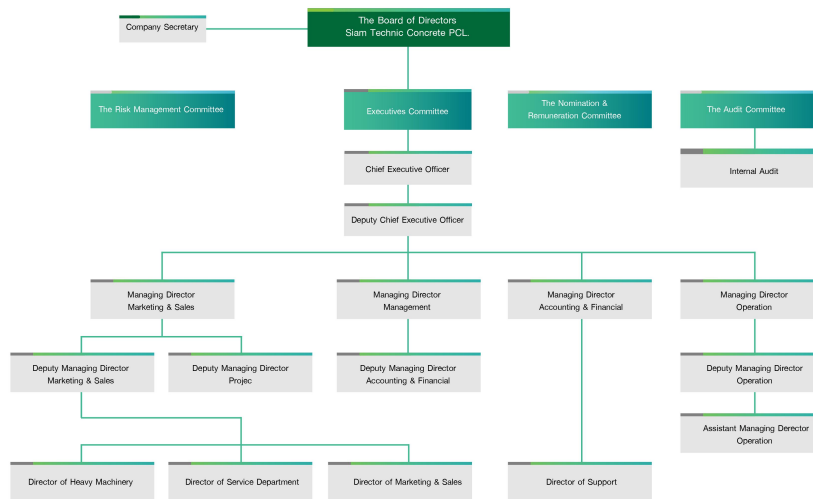 The Board of Directors
Siam Technic Concrete PCL.
Company Secretary
The Risk Management Committee
Executives Committee
The Nomination &
Remuneration Committee
The Audit Committee
Chief Executive Officer
Internal Audit
Deputy Chief Executive Officer
Managing Director
Marketing & Sales
Managing Director
Management
Managing Director
Accounting & Financial
Managing Director
Operation
Deputy Managing Director
Marketing & Sales
Deputy Managing Director
Projec
Deputy Managing Director
Accounting & Financial
Deputy Managing Director
Operation
Assistant Managing Derector
Operation
Director of Heavy Machinery
Director of Service Department
Director of Marketing & Sales
Director of Support